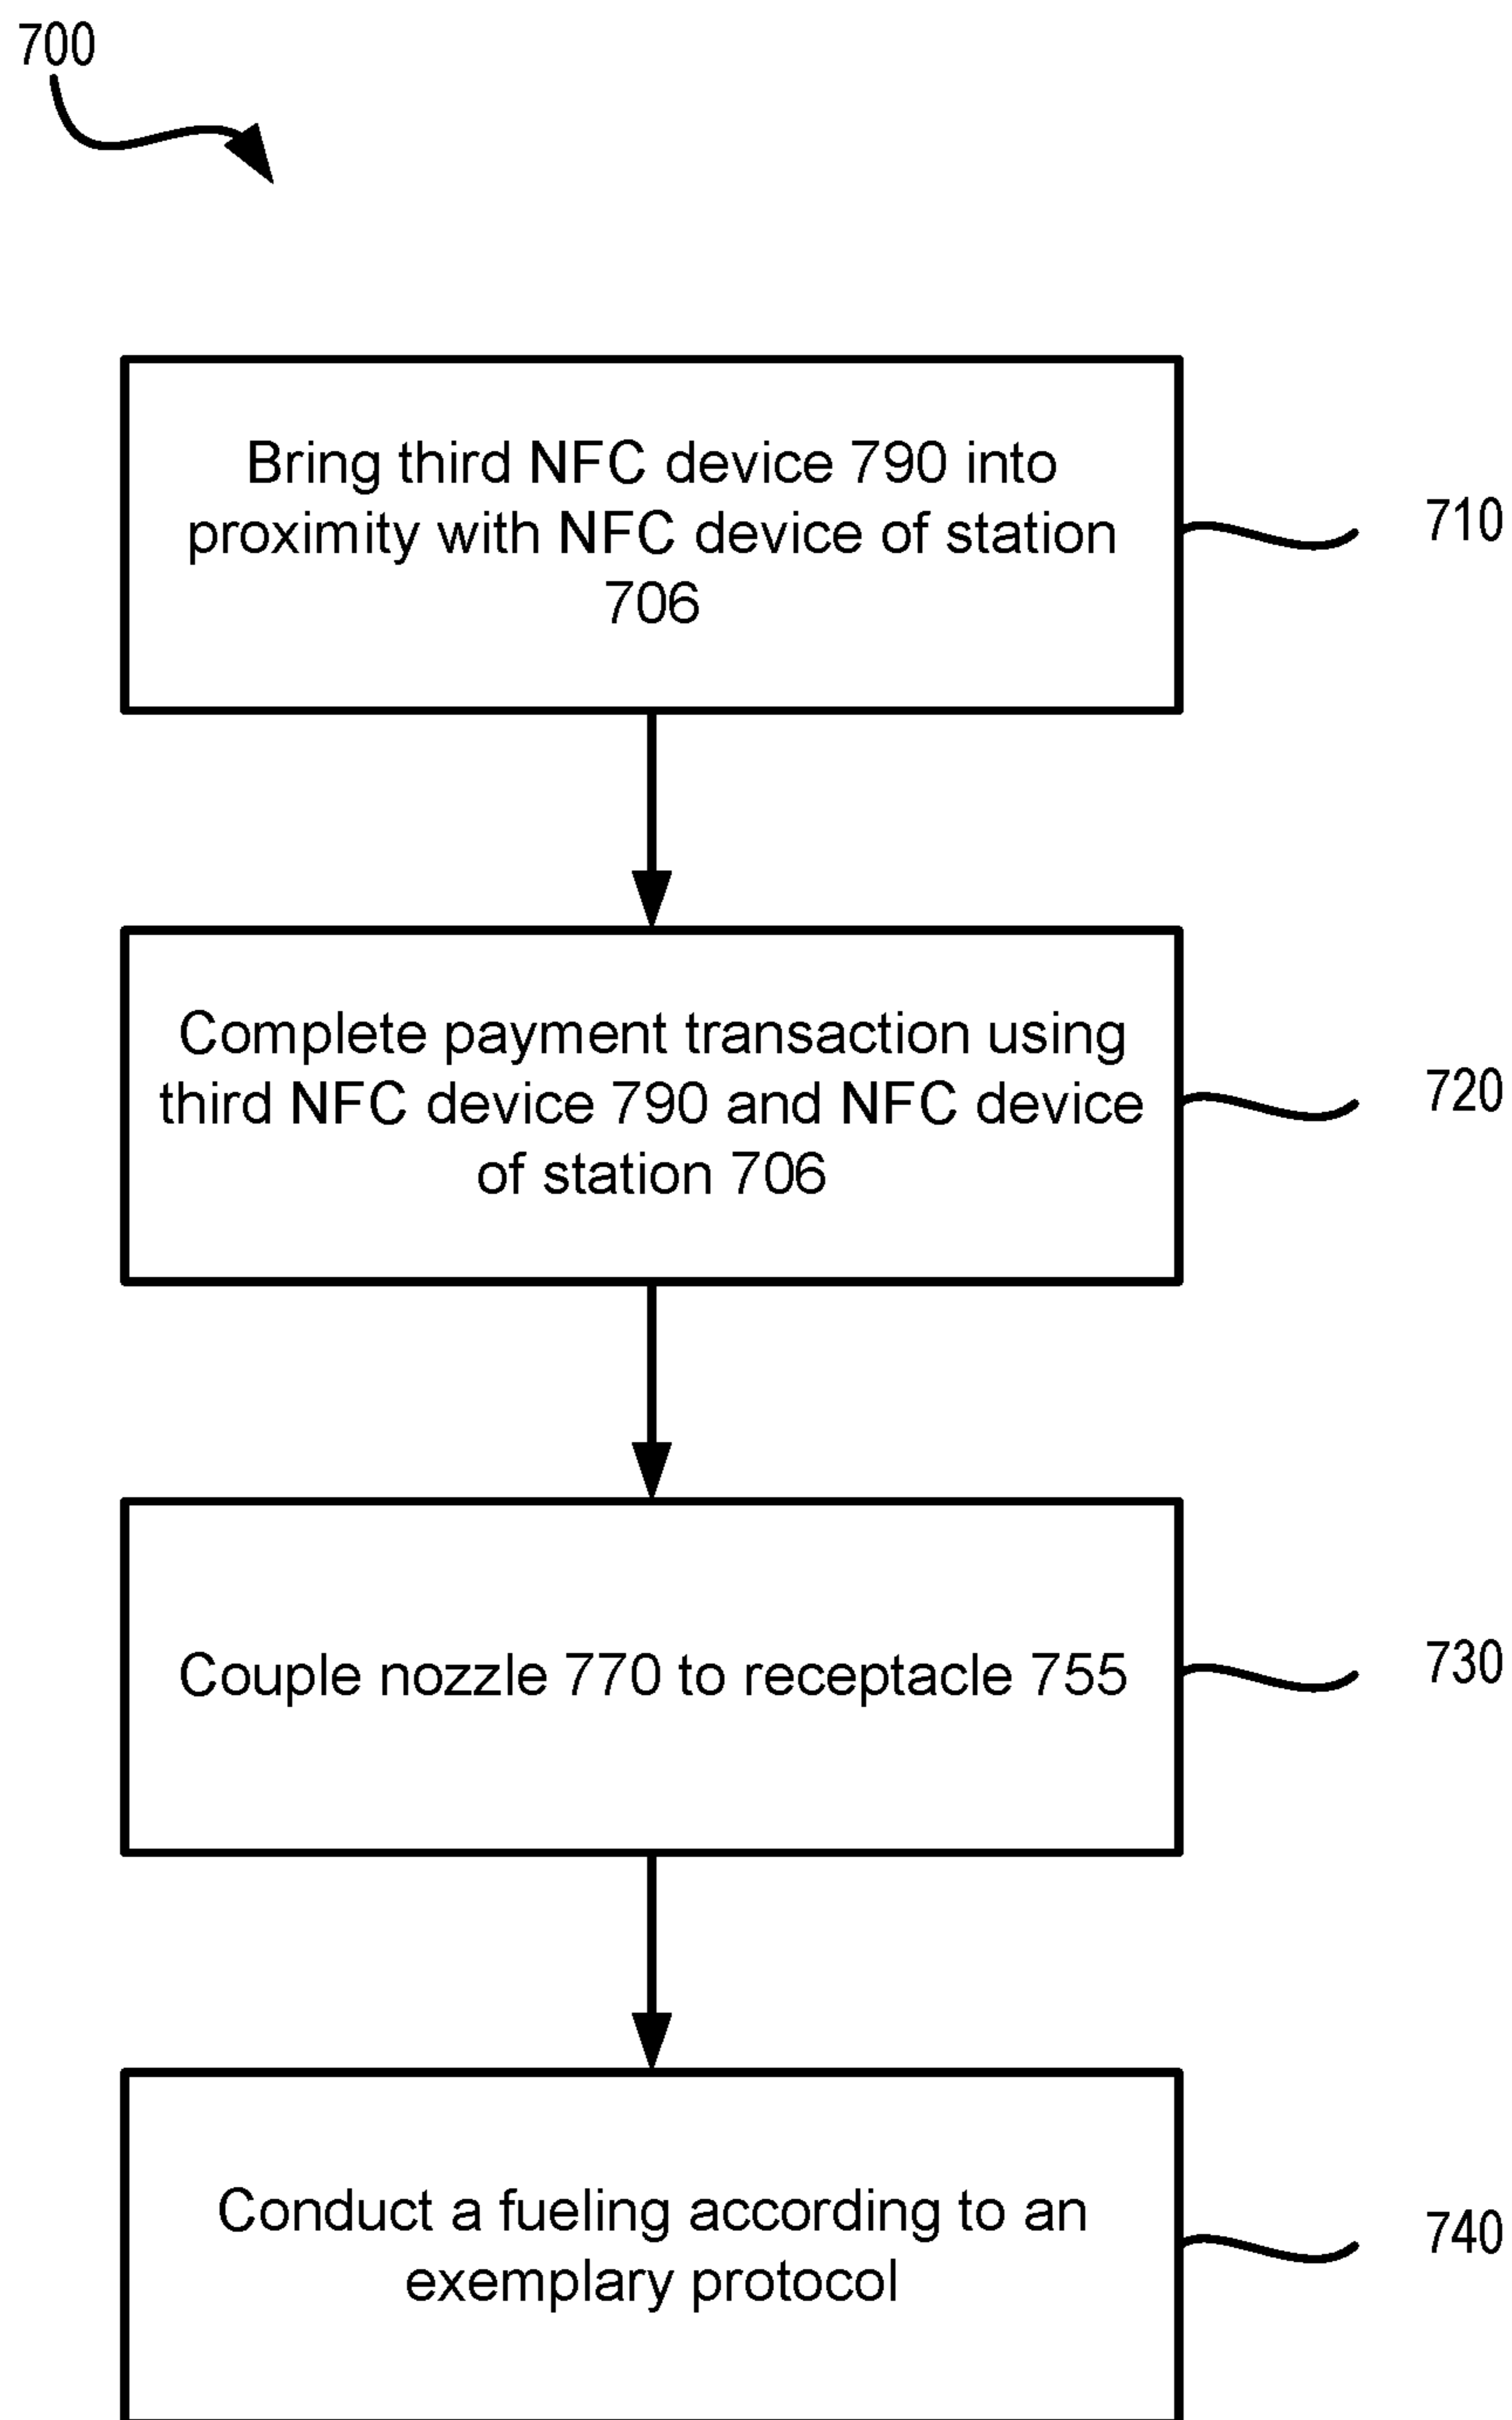 700
Bring third NFC device 790 into
proximity with NFC device of station
706
710
Complete payment transaction using
third NFC device 790 and NFC device
of station 706
720
Couple nozzle 770 to receptacle 755
730
Conduct a fueling according to an
exemplary protocol
740